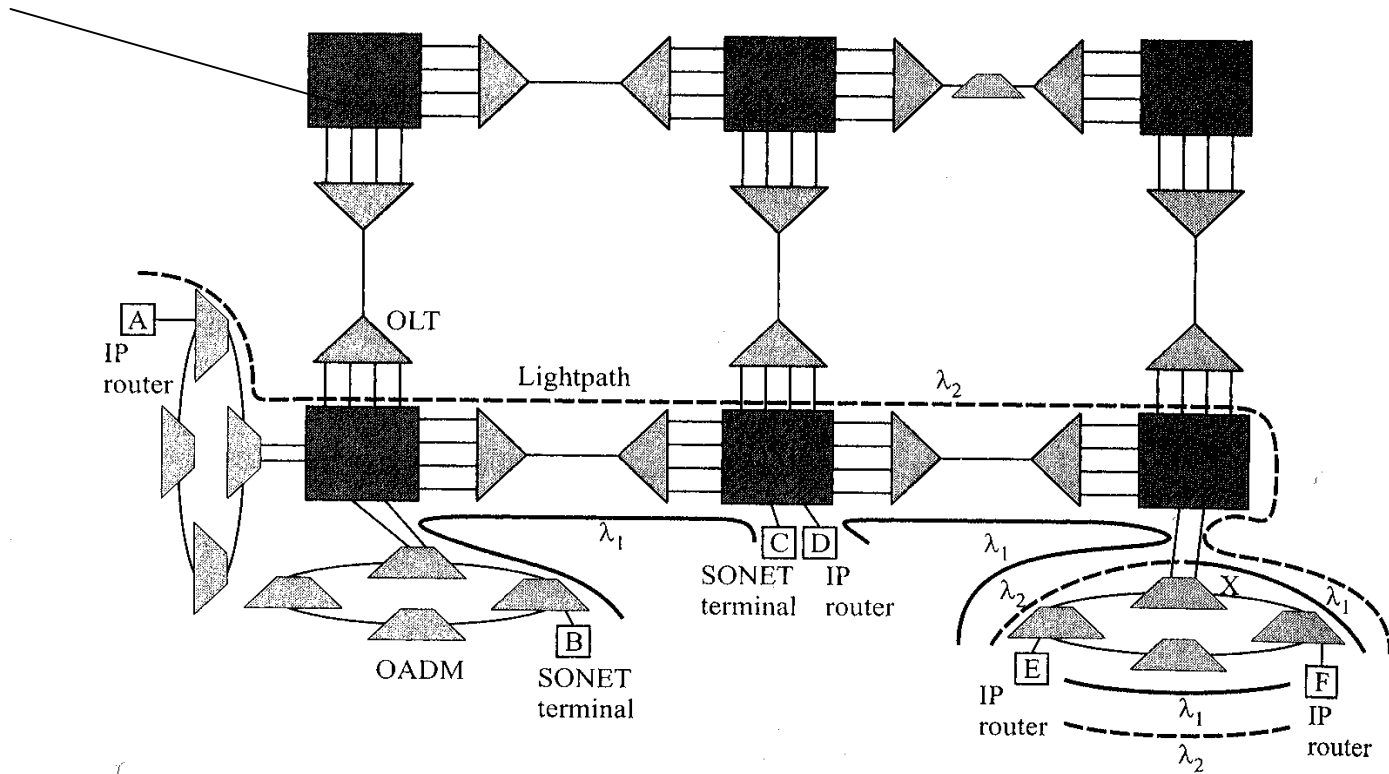 A
IP
router
OLT
Lightpath
λ2
λ1
C
D
SONET
terminal
IP
router
λ1
λ2
X
λ1
B
OADM
SONET
terminal
E
IP
router
F
IP
router
λ1
λ2